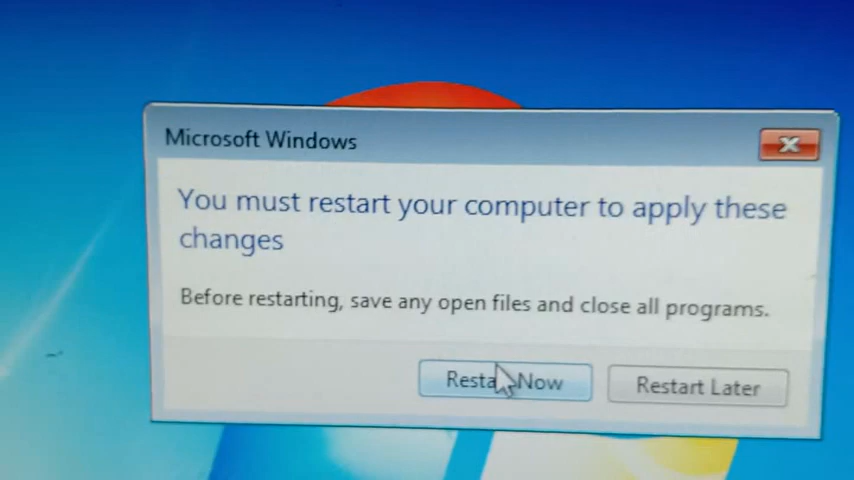 Microsoft Windows
You must restart your computer to apply these
changes
Before restarting, save any open files and close all programs.
Resta Now
Restart Later